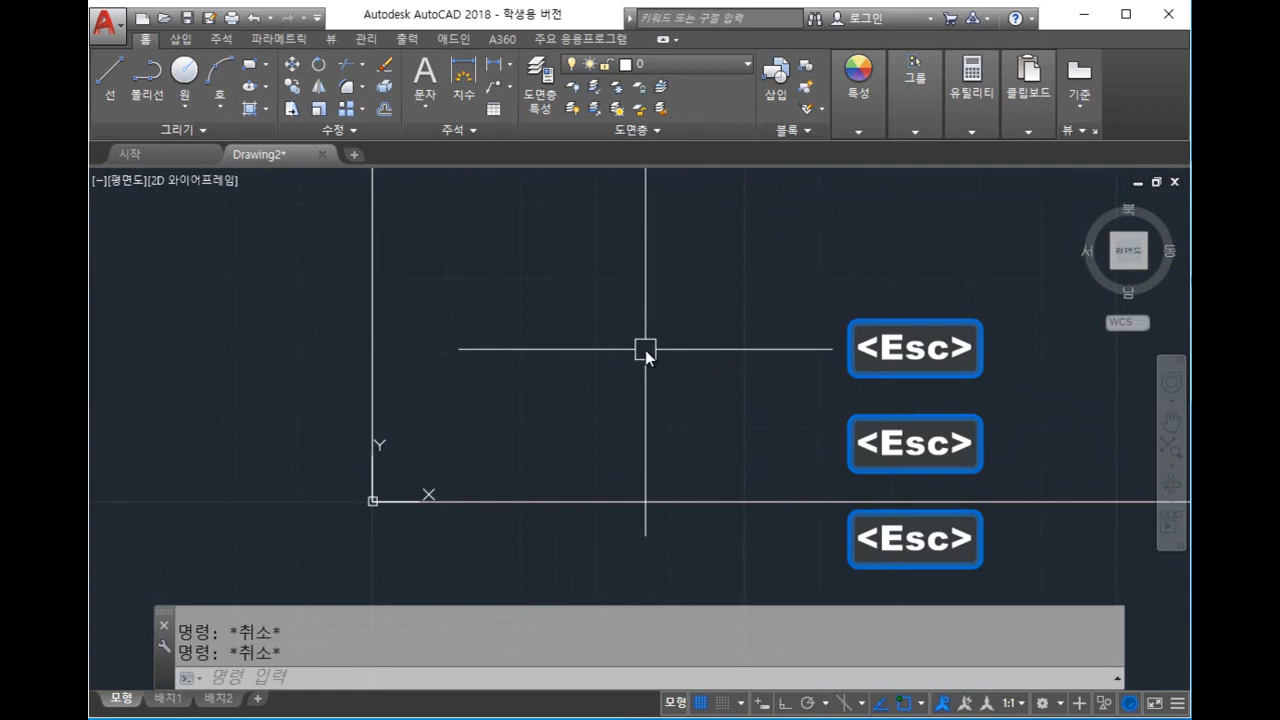 Autodesk AutoCAD 2018 - 학생용 버전
키워드 또는 구절 입력
로그인
홈 삽입 주석 파라메트릭 뷰 관리 출력 애드인 A360 주요 응용프로그램
0
선 폴리선 원 호 문자 치수 도면층 특성 삽입 특성 그룹 유틸리티 클립보드 기준
그리기 수정 주석 도면층 블록 뷰
시작 Drawing2*
[−][평면도][2D 와이어프레임]
북
서 평면도 동
남
WCS
<Esc>
<Esc>
<Esc>
Y
X
명령: *취소*
명령: *취소*
명령 입력
모형 배치1 배치2 모형 1:1